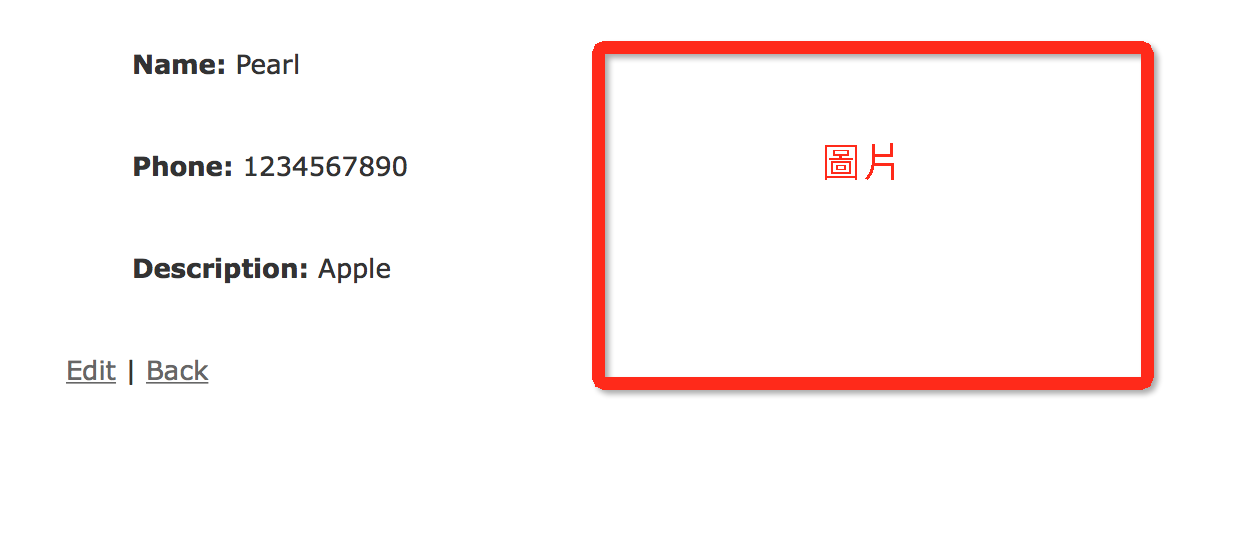 Name: Pearl
圖片
Phone: 1234567890
Description: Apple
Edit | Back